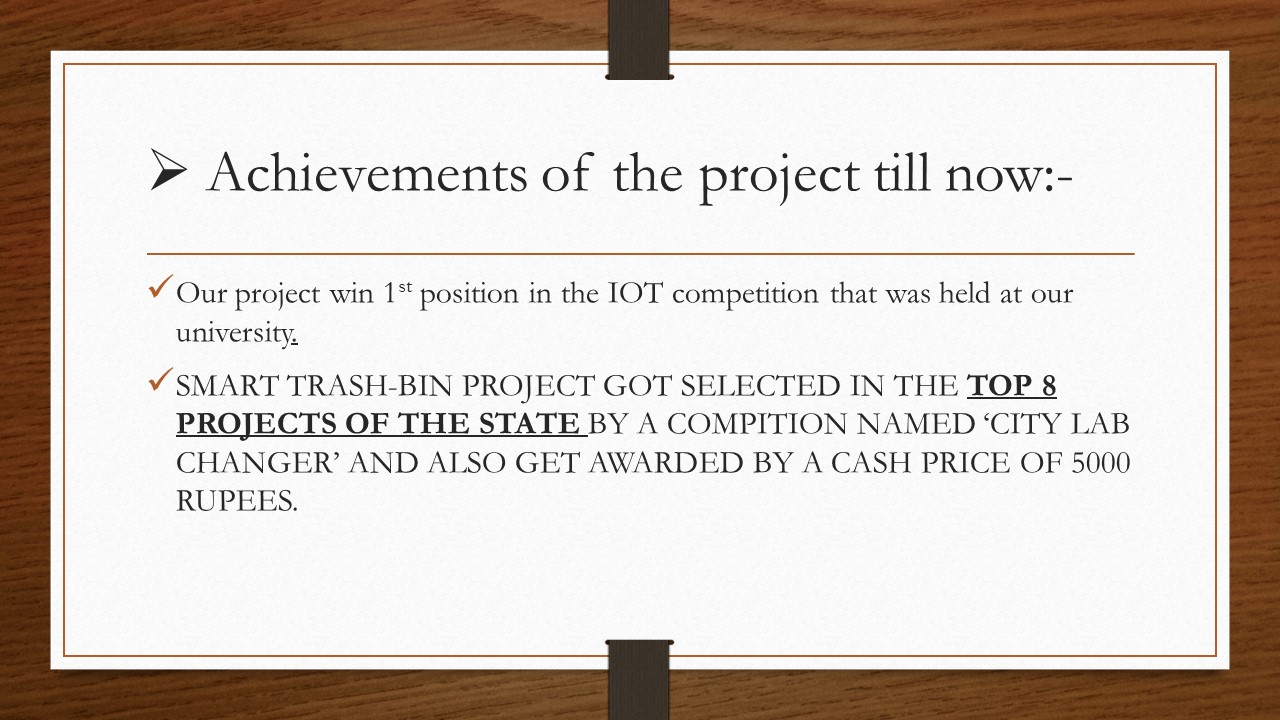 ➢ Achievements of the project till now:-
✓Our project win 1st position in the IOT competition that was held at our
university.
✓SMART TRASH-BIN PROJECT GOT SELECTED IN THE TOP 8
PROJECTS OF THE STATE BY A COMPITION NAMED ‘CITY LAB
CHANGER’ AND ALSO GET AWARDED BY A CASH PRICE OF 5000
RUPEES.